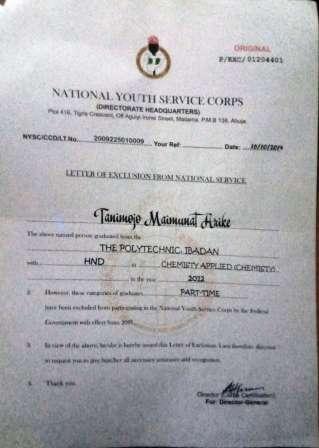 ORIGINAL
P/EXC/01204401
NATIONAL YOUTH SERVICE CORPS
(DIRECTORATE HEADQUARTERS)
Plot 416, Tigris Crescent, Off Aguiyi Ironsi Street, Maitama, P.M.B 138, Abuja.
NYSC/CCD/LT.No. 2009225010009 Your Ref: Date: 10/10/2014
LETTER OF EXCLUSION FROM NATIONAL SERVICE
Tanimojo Maimunat Arike
The above named person graduated from the
THE POLYTECHNIC, IBADAN
with HND in CHEMISTY APPLIED (CHEMISTY)
in the year 2012
2. However, these categories of graduates PART-TIME
have been excluded from participating in the National Youth Service Corps by the Federal
Government with effect from
3. In view of the above, he/she is hereby issued this Letter of Exclusion. I am therefore directed
to request you to give him/her all necessary assistance and recognition.
4. Thank you.
Director (Corps Certification)
For: Director-General